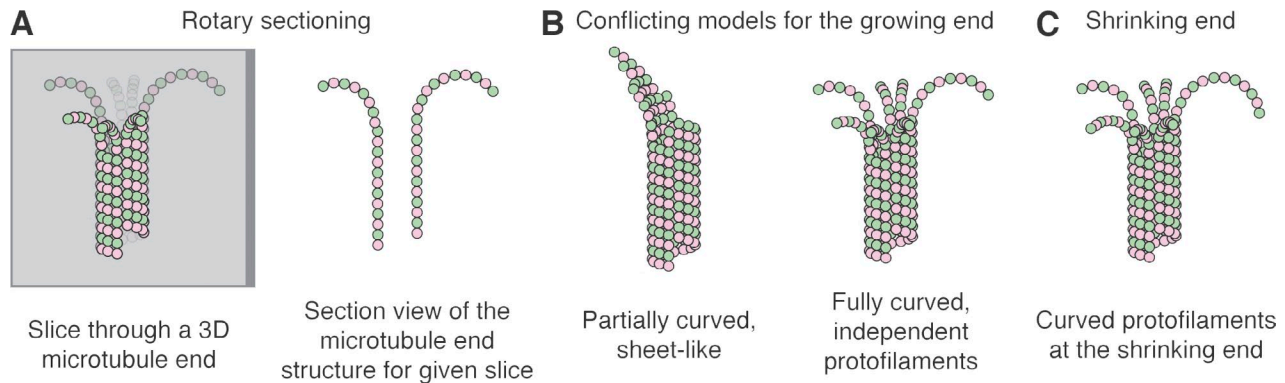 A
Rotary sectioning
B
Conflicting models for the growing end
C
Shrinking end
Slice through a 3D
microtubule end
Section view of the
microtubule end
structure for given slice
Partially curved,
sheet-like
Fully curved,
independent
protofilaments
Curved protofilaments
at the shrinking end